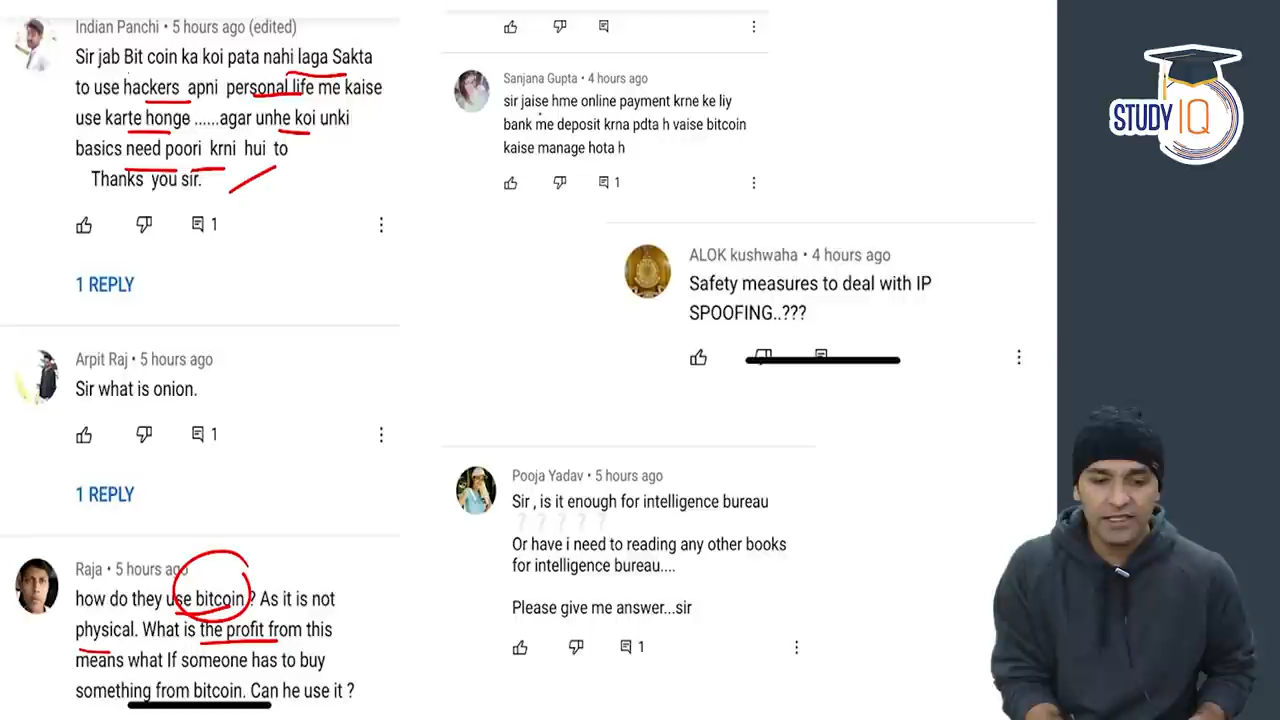 Indian Panchi • 5 hours ago (edited)
Sir jab Bit coin ka koi pata nahi laga Sakta
to use hackers apni personal life me kaise
use karte honge ......agar unhe koi unki
basics need poori krni hui to
Thanks you sir.
1
1 REPLY
Arpit Raj • 5 hours ago
Sir what is onion.
1
1 REPLY
Raja • 5 hours ago
how do they use bitcoin ? As it is not
physical. What is the profit from this
means what If someone has to buy
something from bitcoin. Can he use it ?
Sanjana Gupta • 4 hours ago
sir jaise hme online payment krne ke liy
bank me deposit krna pdta h vaise bitcoin
kaise manage hota h
1
ALOK kushwaha • 4 hours ago
Safety measures to deal with IP
SPOOFING..???
Pooja Yadav • 5 hours ago
Sir , is it enough for intelligence bureau
? ? ? ? ?
Or have i need to reading any other books
for intelligence bureau....
Please give me answer...sir
1
STUDY IQ